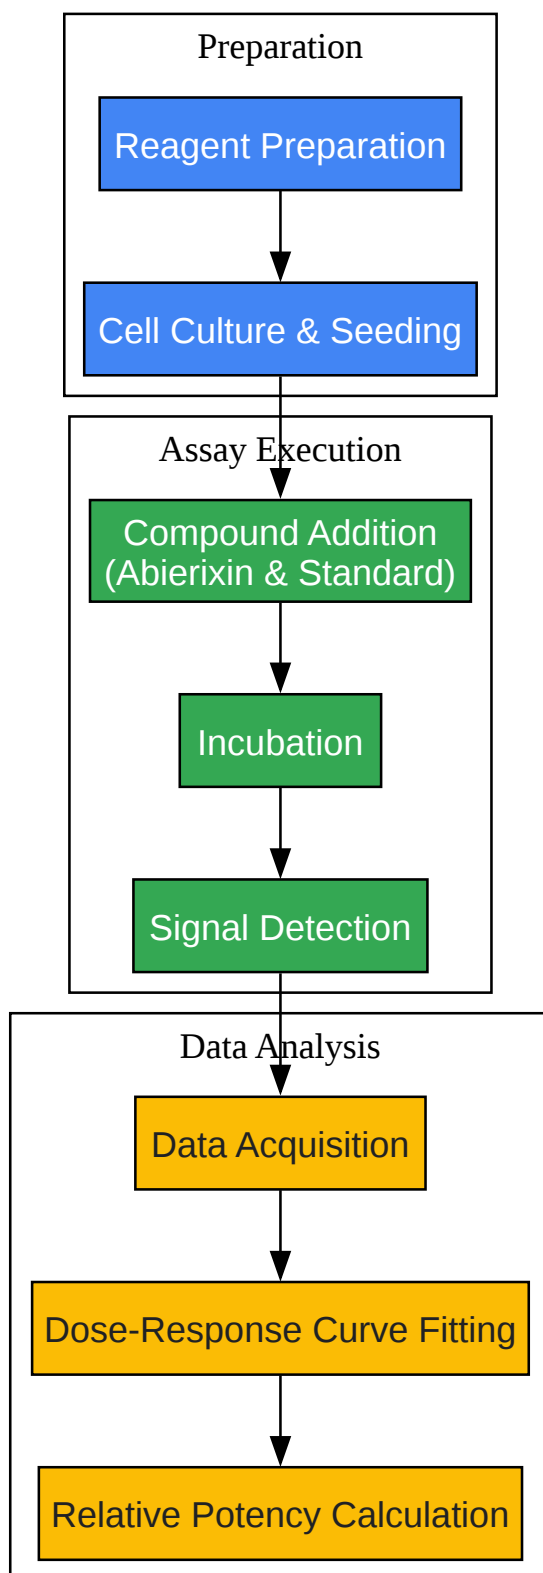 Preparation
Reagent Preparation
Cell Culture & Seeding
Assay Execution
Compound Addition
(Abierixin & Standard)
Incubation
Signal Detection
Data Analysis
Data Acquisition
Dose-Response Curve Fitting
Relative Potency Calculation